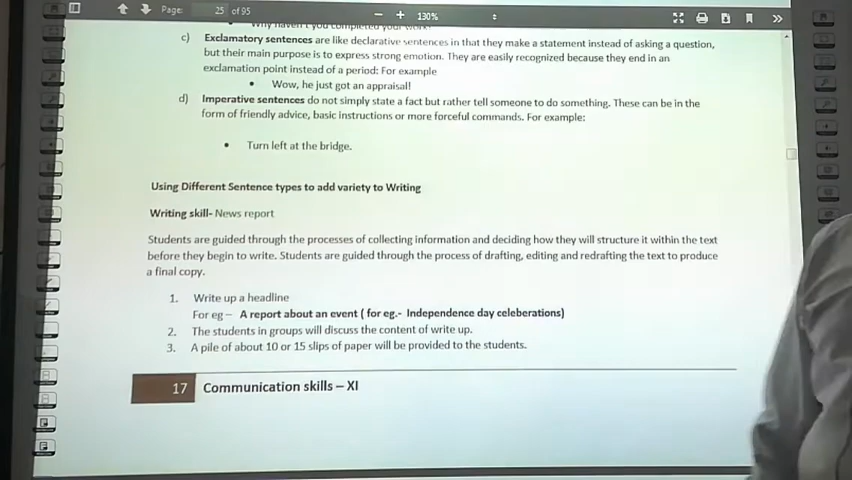 Page: 25 of 95 130%
Why haven't you completed your work?
c) Exclamatory sentences are like declarative sentences in that they make a statement instead of asking a question,
but their main purpose is to express strong emotion. They are easily recognized because they end in an
exclamation point instead of a period: For example
• Wow, he just got an appraisal!
d) Imperative sentences do not simply state a fact but rather tell someone to do something. These can be in the
form of friendly advice, basic instructions or more forceful commands. For example:
• Turn left at the bridge.
Using Different Sentence types to add variety to Writing
Writing skill- News report
Students are guided through the processes of collecting information and deciding how they will structure it within the text
before they begin to write. Students are guided through the process of drafting, editing and redrafting the text to produce
a final copy.
1. Write up a headline
For eg – A report about an event ( for eg.- Independence day celeberations)
2. The students in groups will discuss the content of write up.
3. A pile of about 10 or 15 slips of paper will be provided to the students.
17 Communication skills – XI